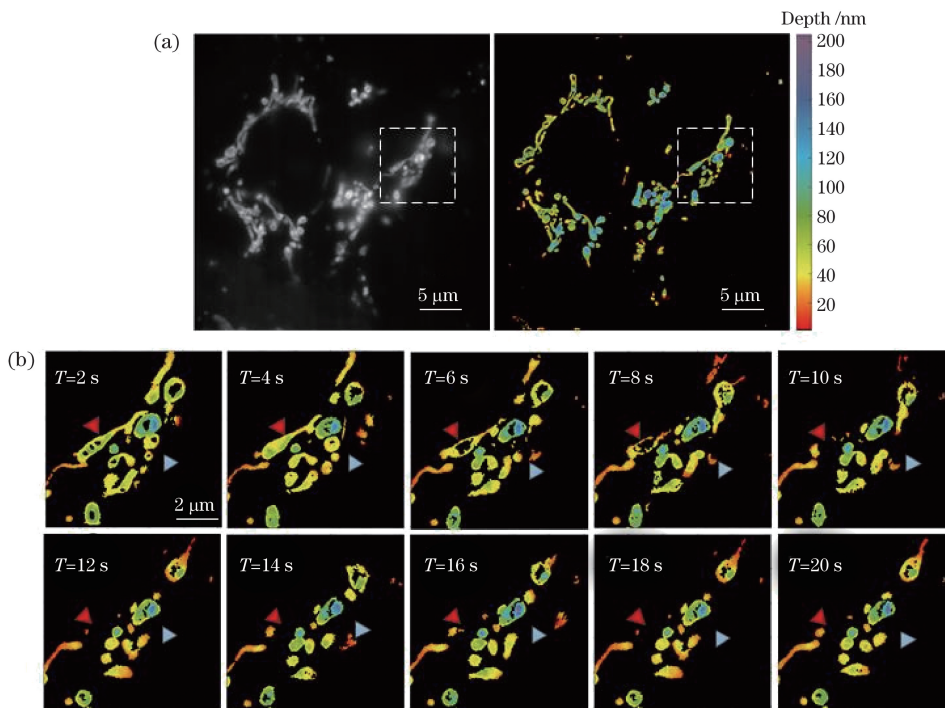 Depth /nm
(a)
200
180
160
140
120
100
80
60
40
20
5 μm
5 μm
(b)
T=2 s
T=4 s
T=6 s
T=8 s
T=10 s
2 μm
T=12 s
T=14 s
T=16 s
T=18 s
T=20 s